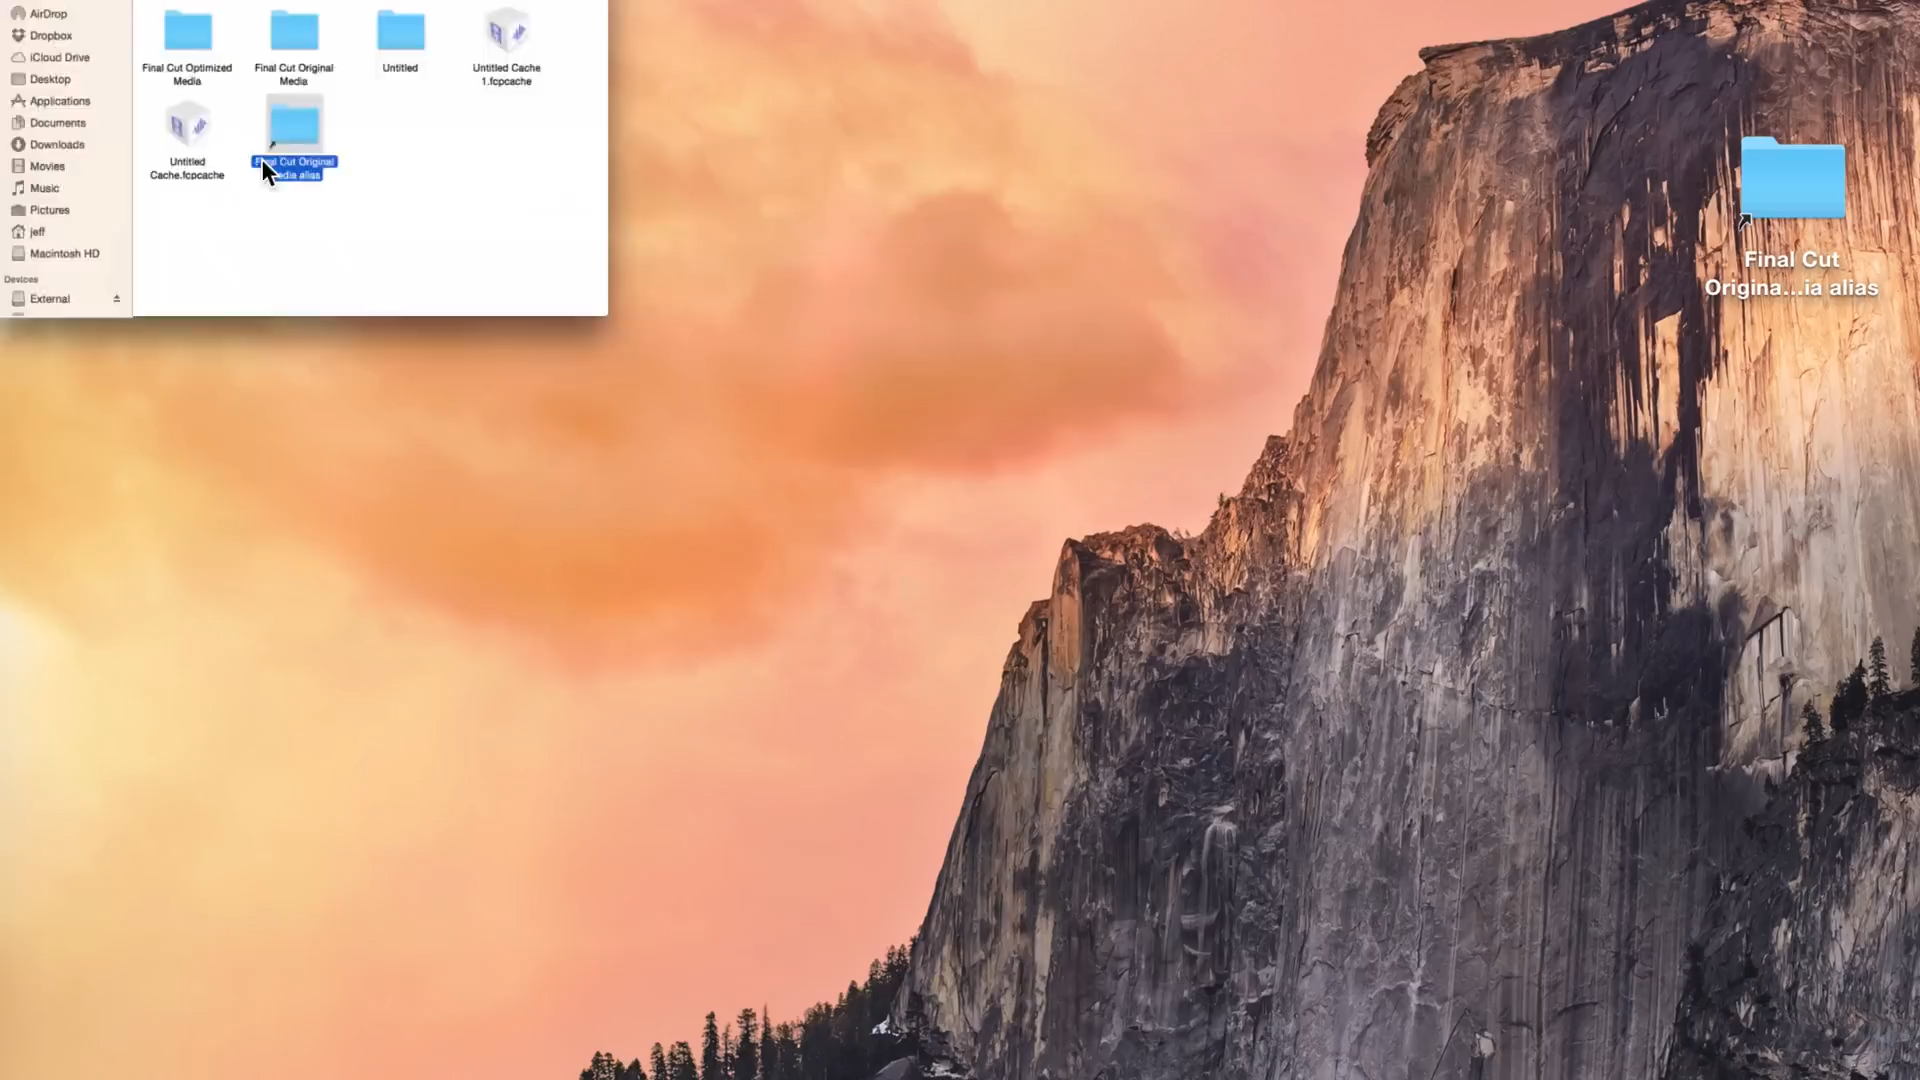 AirDrop
Dropbox
iCloud Drive
Desktop
Applications
Documents
Downloads
Movies
Music
Pictures
jeff
Macintosh HD
Devices
External
Final Cut Optimized
Media
Final Cut Original
Media
Untitled
Untitled Cache
1.fcpcache
Untitled
Cache.fcpcache
Final Cut Original
Media alias
Final Cut
Origina...ia alias